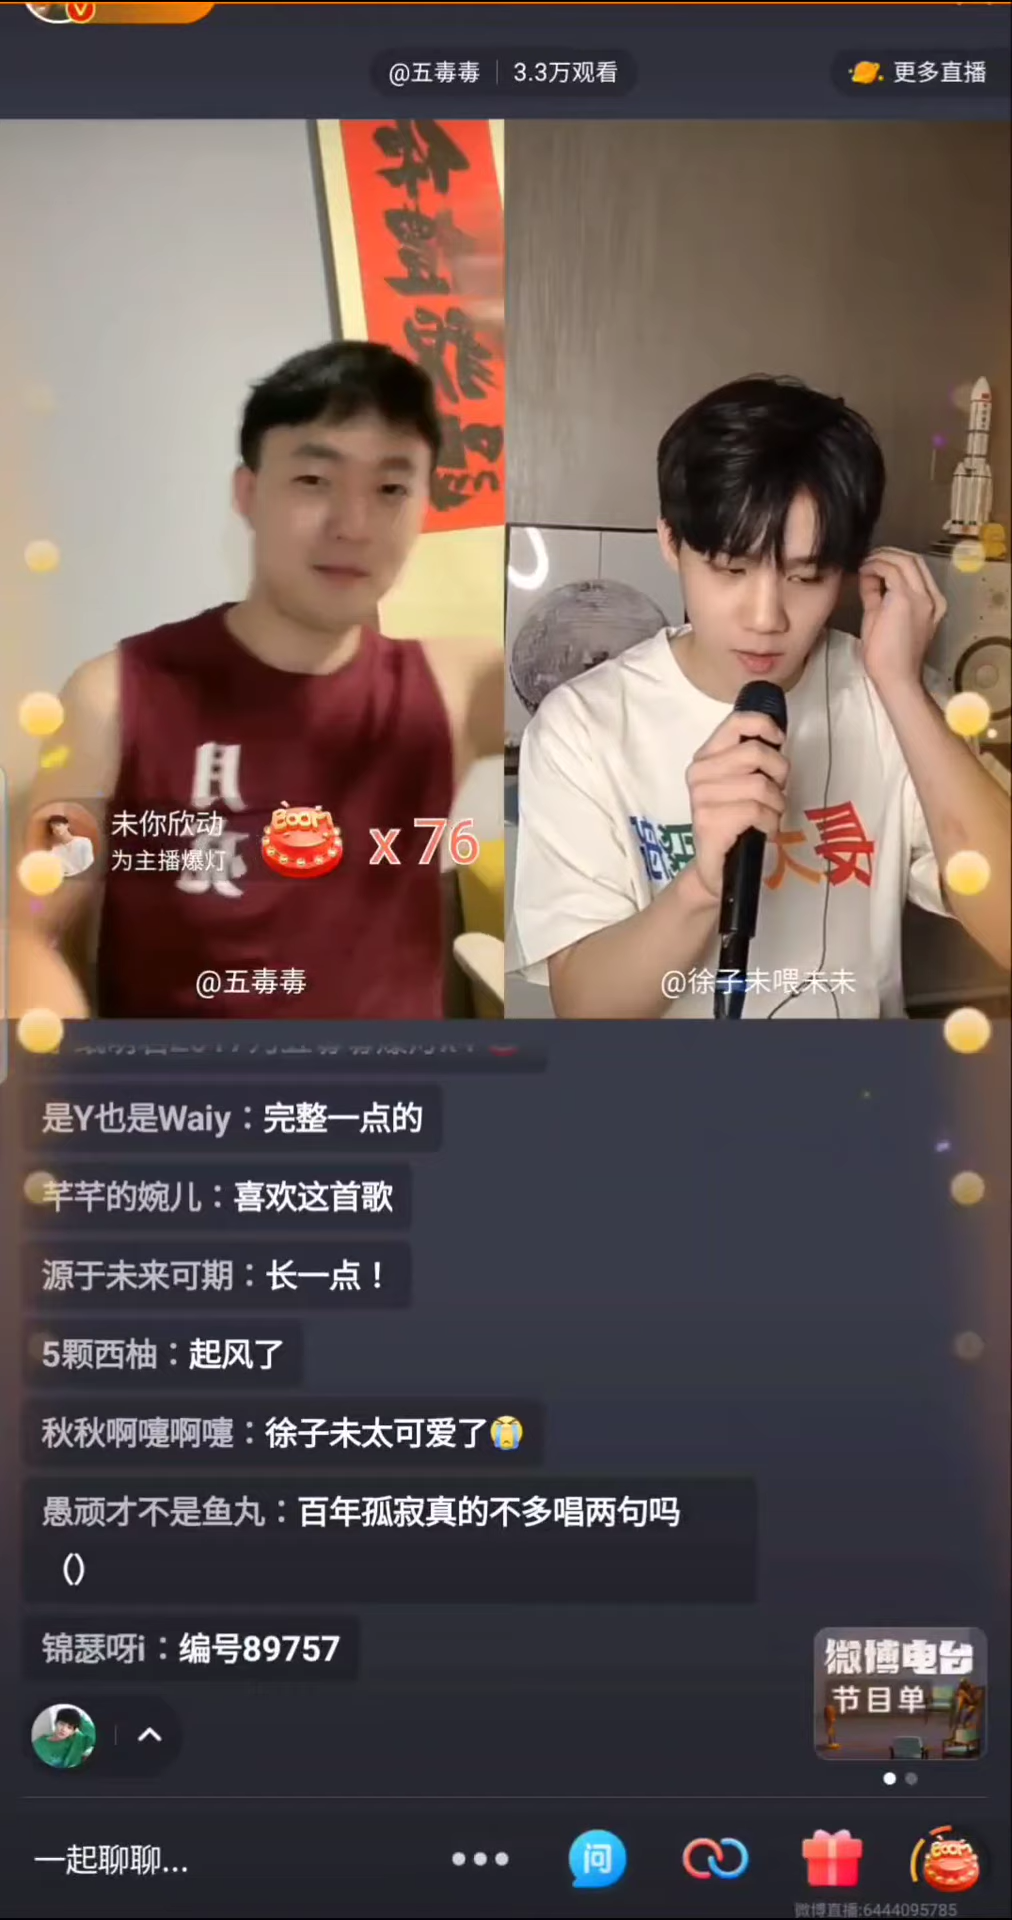 @五毒毒 | 3.3万观看
更多直播
未你欣动
为主播爆灯
BOOM
x 76
大哥
@五毒毒
@徐子未喂未未
是Y也是Waiy：完整一点的
芊芊的婉儿：喜欢这首歌
源于未来可期：长一点！
5颗西柚：起风了
秋秋啊嚏啊嚏：徐子未太可爱了😭
愚顽才不是鱼丸：百年孤寂真的不多唱两句吗
()
锦瑟呀i：编号89757
微博电台
节目单
一起聊聊...
问
BOOM
微博直播:6444095785